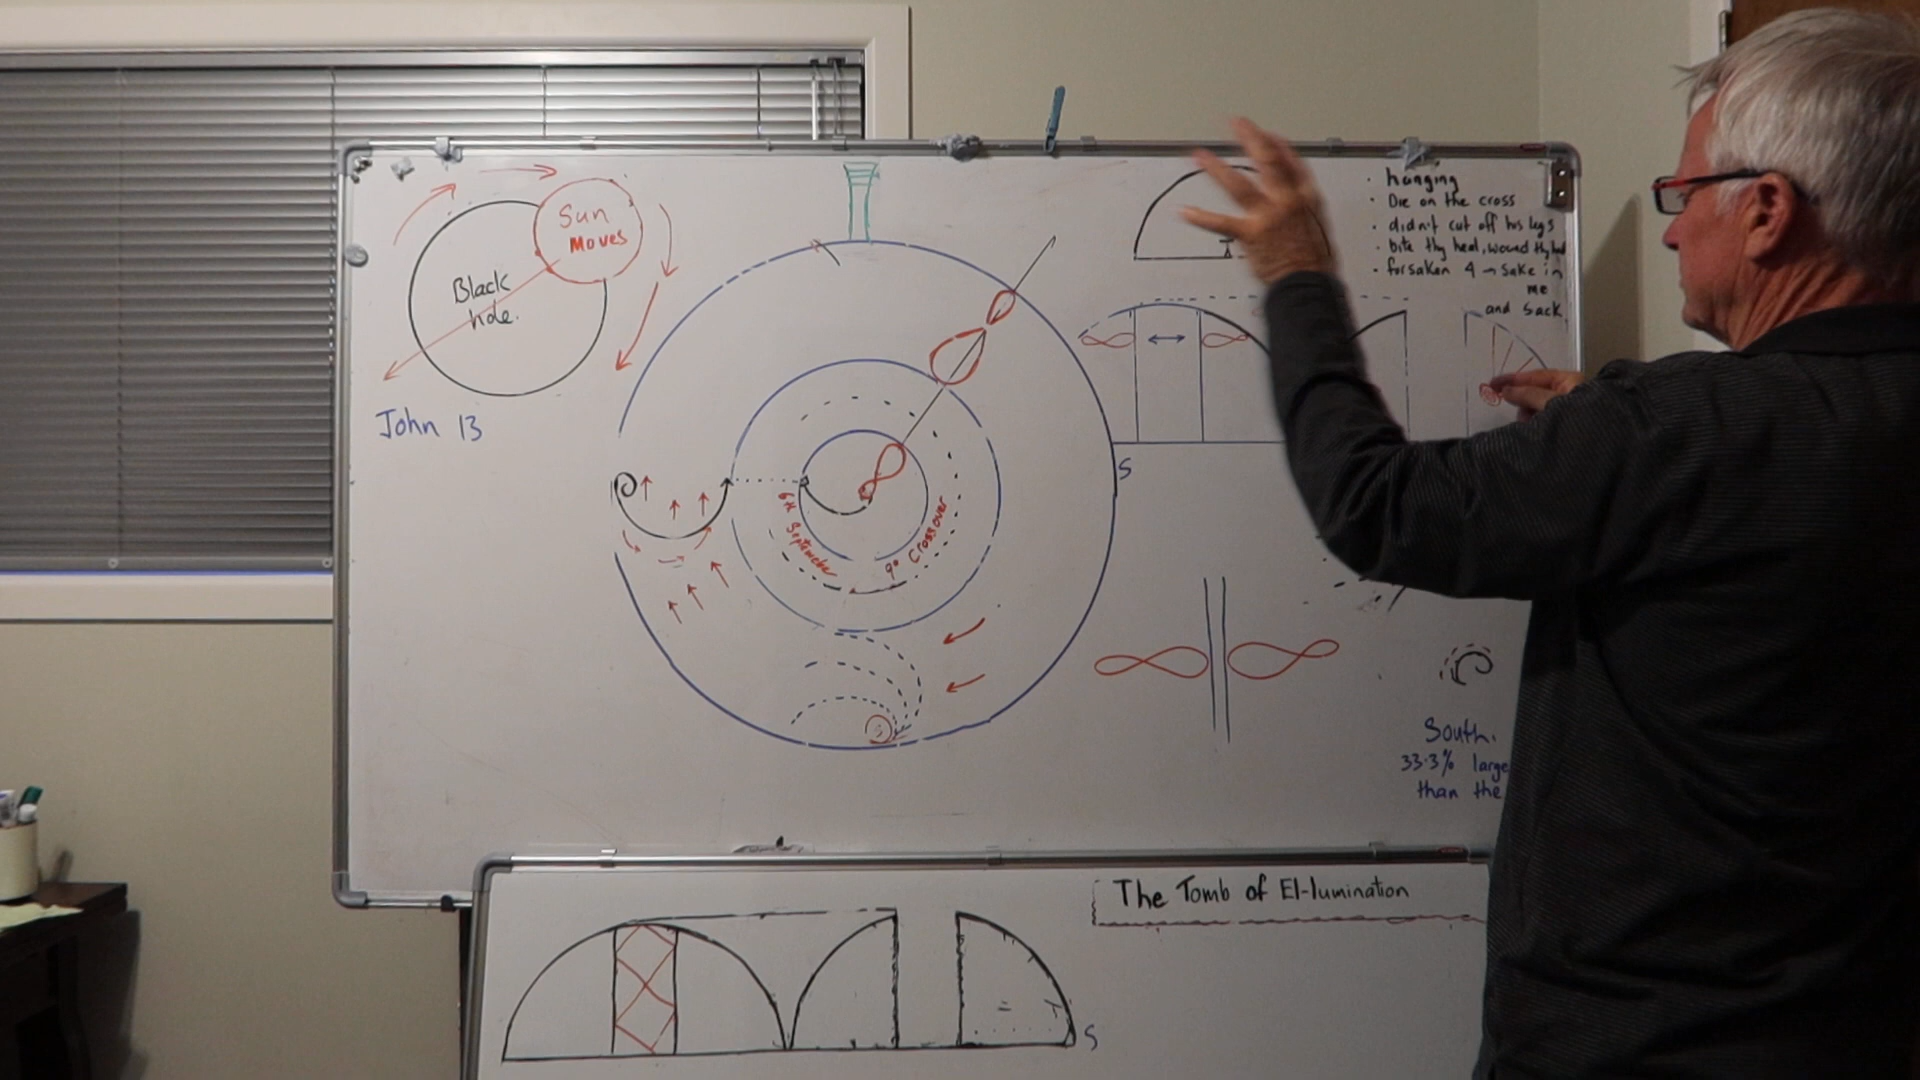 Sun
Moves
Black
hole.
John 13
· hanging
· Die on the cross
· didn't cut off his legs
· bite thy heel, wound thy head
· forsaken 4 → sake in
me
and sack
S
6th September
9° Crossover
South.
33.3% large
than the
The Tomb of El-lumination
S